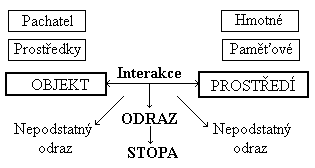 Pachatel
Hmotné
Prostředky
Paměťové
OBJEKT
Interakce
PROSTŘEDÍ
Nepodstatný
odraz
ODRAZ
Nepodstatný
odraz
STOPA